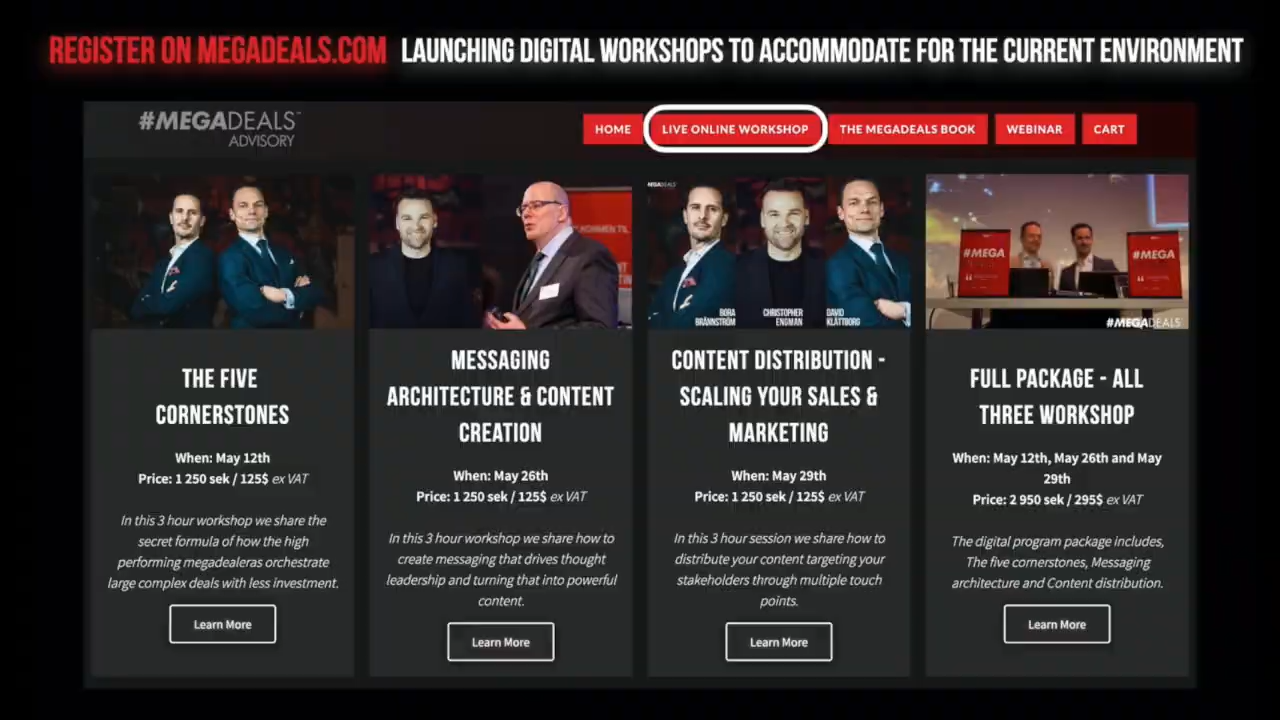 REGISTER ON MEGADEALS.COM LAUNCHING DIGITAL WORKSHOPS TO ACCOMMODATE FOR THE CURRENT ENVIRONMENT
#MEGADEALS™
ADVISORY
HOME
LIVE ONLINE WORKSHOP
THE MEGADEALS BOOK
WEBINAR
CART
THE FIVE
CORNERSTONES
When: May 12th
Price: 1 250 sek / 125$ ex VAT
In this 3 hour workshop we share the
secret formula of how the high
performing megadealeras orchestrate
large complex deals with less investment.
Learn More
KOMMEN TIL
MESSAGING
ARCHITECTURE & CONTENT
CREATION
When: May 26th
Price: 1 250 sek / 125$ ex VAT
In this 3 hour workshop we share how to
create messaging that drives thought
leadership and turning that into powerful
content.
Learn More
#MEGADEALS
BORA
BRÄNNSTRÖM
CHRISTOPHER
ENGMAN
DAVID
KLÄTTBORG
CONTENT DISTRIBUTION -
SCALING YOUR SALES &
MARKETING
When: May 29th
Price: 1 250 sek / 125$ ex VAT
In this 3 hour session we share how to
distribute your content targeting your
stakeholders through multiple touch
points.
Learn More
#MEGA
#MEGA
#MEGADEALS
FULL PACKAGE - ALL
THREE WORKSHOP
When: May 12th, May 26th and May
29th
Price: 2 950 sek / 295$ ex VAT
The digital program package includes,
The five cornerstones, Messaging
architecture and Content distribution.
Learn More